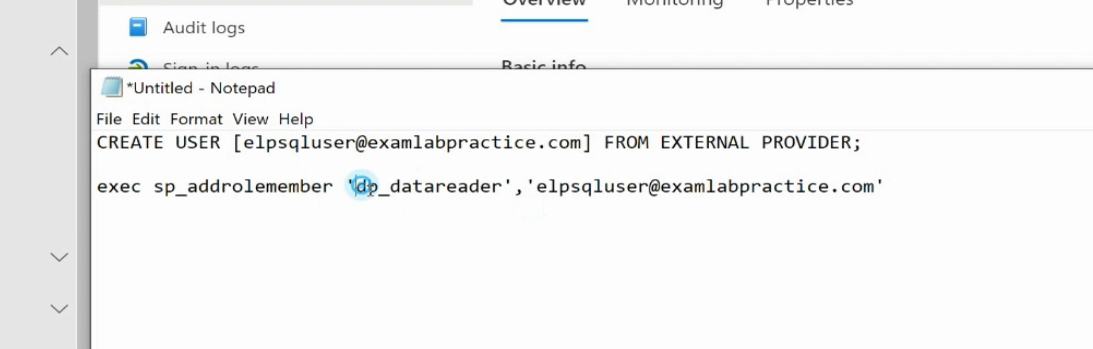 Overview Monitoring Properties
Audit logs
Sign-in logs
Basic info
*Untitled - Notepad
File Edit Format View Help
CREATE USER [elpsqluser@examlabpractice.com] FROM EXTERNAL PROVIDER;
exec sp_addrolemember 'dp_datareader','elpsqluser@examlabpractice.com'